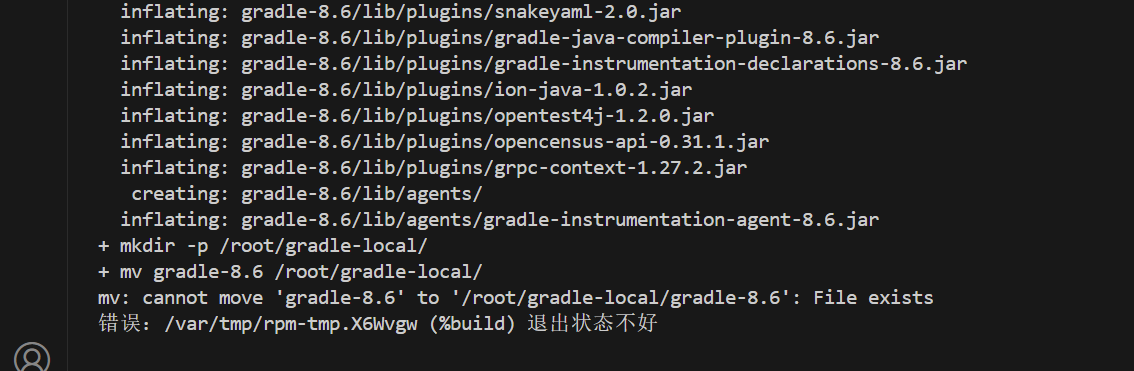 inflating: gradle-8.6/lib/plugins/snakeyaml-2.0.jar
inflating: gradle-8.6/lib/plugins/gradle-java-compiler-plugin-8.6.jar
inflating: gradle-8.6/lib/plugins/gradle-instrumentation-declarations-8.6.jar
inflating: gradle-8.6/lib/plugins/ion-java-1.0.2.jar
inflating: gradle-8.6/lib/plugins/opentest4j-1.2.0.jar
inflating: gradle-8.6/lib/plugins/opencensus-api-0.31.1.jar
inflating: gradle-8.6/lib/plugins/grpc-context-1.27.2.jar
creating: gradle-8.6/lib/agents/
inflating: gradle-8.6/lib/agents/gradle-instrumentation-agent-8.6.jar
+ mkdir -p /root/gradle-local/
+ mv gradle-8.6 /root/gradle-local/
mv: cannot move 'gradle-8.6' to '/root/gradle-local/gradle-8.6': File exists
错误：/var/tmp/rpm-tmp.X6Wvgw (%build) 退出状态不好